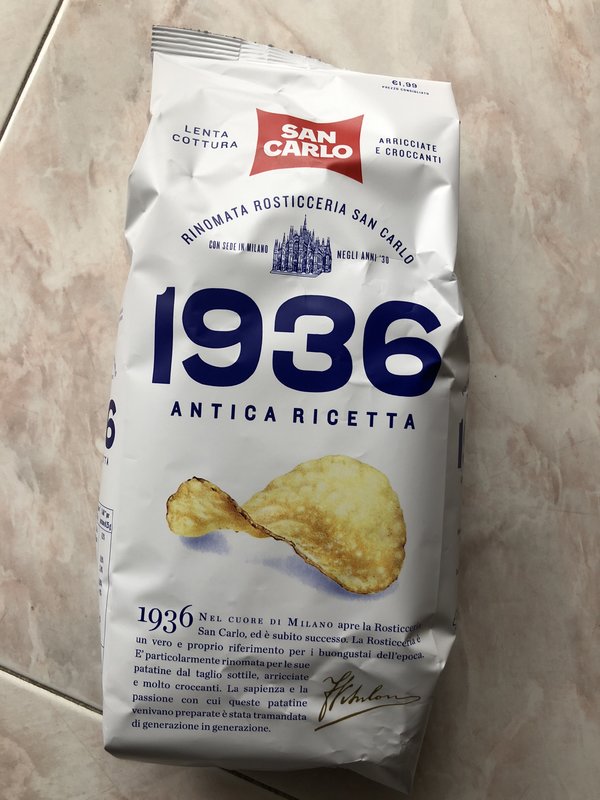 €1,99
PREZZO CONSIGLIATO
LENTA
COTTURA
SAN
CARLO
ARRICCIATE
E CROCCANTI
RINOMATA ROSTICCERIA SAN CARLO
CON SEDE IN MILANO
NEGLI ANNI '30
1936
ANTICA RICETTA
1936 NEL CUORE DI MILANO apre la Rosticceria
San Carlo, ed è subito successo. La Rosticceria è
un vero e proprio riferimento per i buongustai dell'epoca.
E' particolarmente rinomata per le sue
patatine dal taglio sottile, arricciate
e molto croccanti. La sapienza e la
passione con cui queste patatine
venivano preparate è stata tramandata
di generazione in generazione.
6